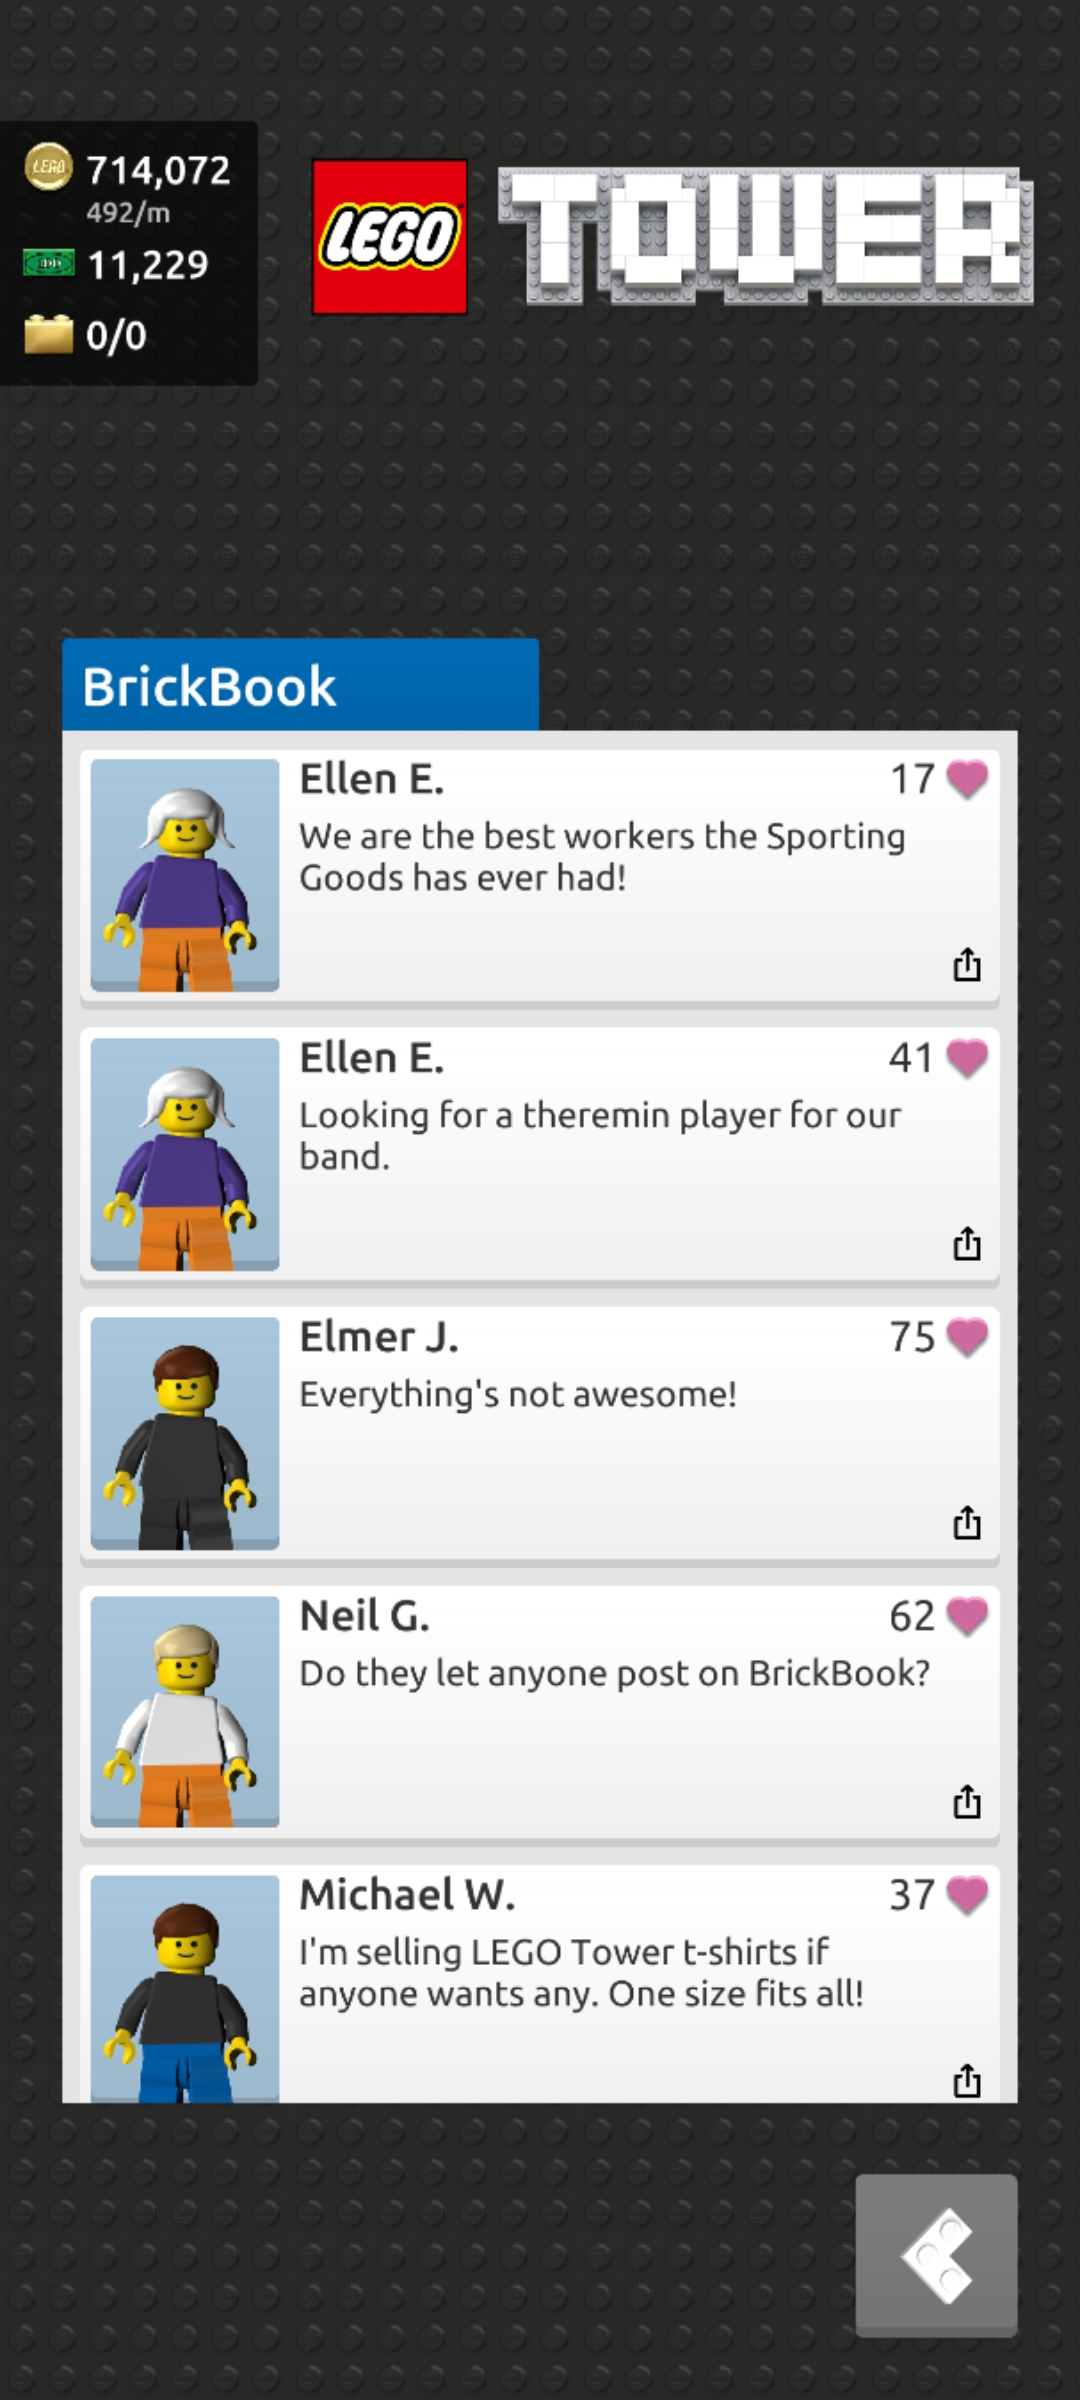 714,072
492/m
11,229
0/0
LEGO
TOWER
BrickBook
Ellen E.
17
We are the best workers the Sporting
Goods has ever had!
Ellen E.
41
Looking for a theremin player for our
band.
Elmer J.
75
Everything's not awesome!
Neil G.
62
Do they let anyone post on BrickBook?
Michael W.
37
I'm selling LEGO Tower t-shirts if
anyone wants any. One size fits all!